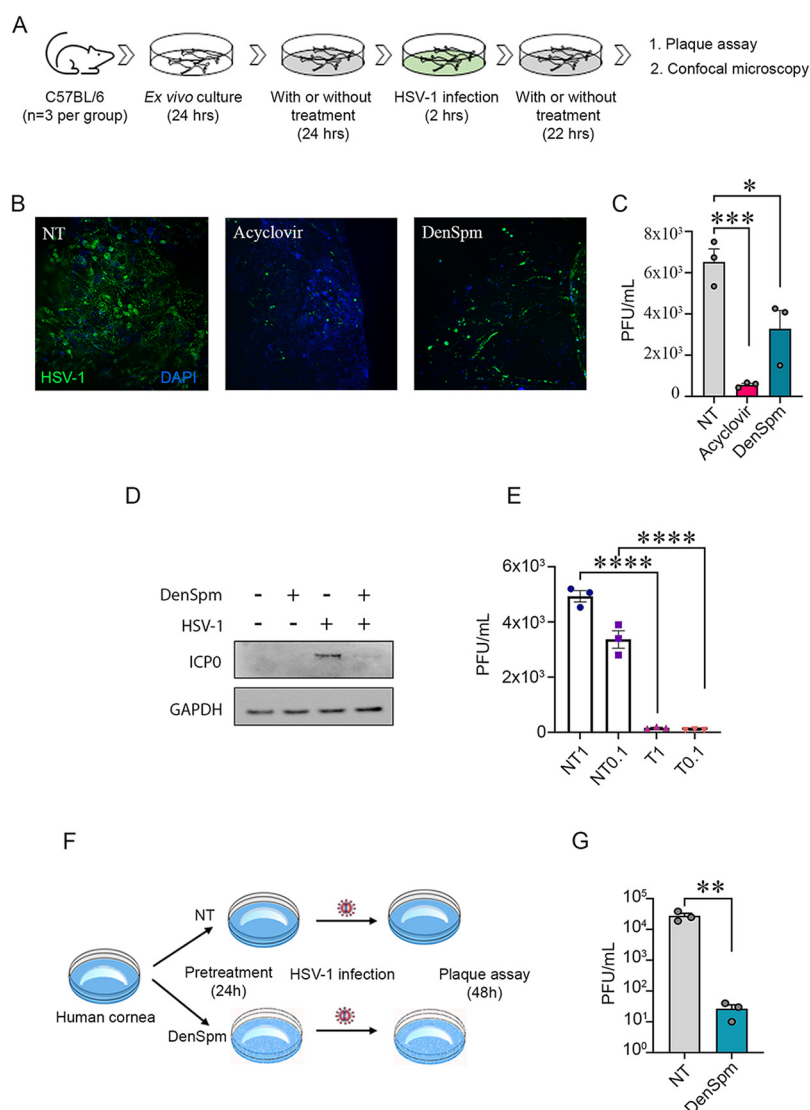 A
C57BL/6
(n=3 per group)
Ex vivo culture
(24 hrs)
With or without
treatment
(24 hrs)
HSV-1 infection
(2 hrs)
With or without
treatment
(22 hrs)
1. Plaque assay
2. Confocal microscopy
B
NT
HSV-1
DAPI
Acyclovir
DenSpm
C
*
***
8x10³
6x10³
4x10³
2x10³
0
PFU/mL
NT
Acyclovir
DenSpm
D
DenSpm - + - +
HSV-1 - - + +
ICP0
GAPDH
E
****
****
6x10³
4x10³
2x10³
0
PFU/mL
NT1
NT0.1
T1
T0.1
F
Human cornea
NT
DenSpm
Pretreatment
(24h)
HSV-1 infection
Plaque assay
(48h)
G
**
10⁵
10⁴
10³
10²
10¹
10⁰
PFU/mL
NT
DenSpm